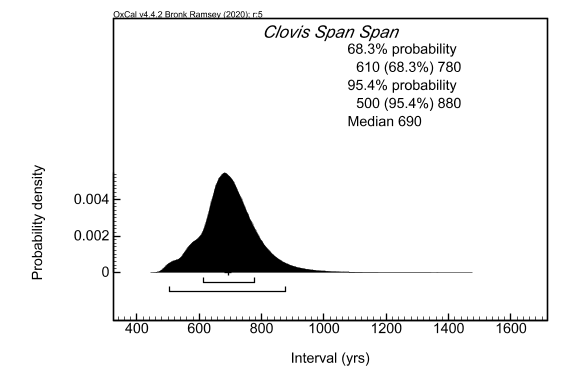 OxCal v4.4.2 Bronk Ramsey (2020); r:5
Clovis Span Span
68.3% probability
610 (68.3%) 780
95.4% probability
500 (95.4%) 880
Median 690
Probability density
0.004
0.002
0
400 600 800 1000 1200 1400 1600
Interval (yrs)